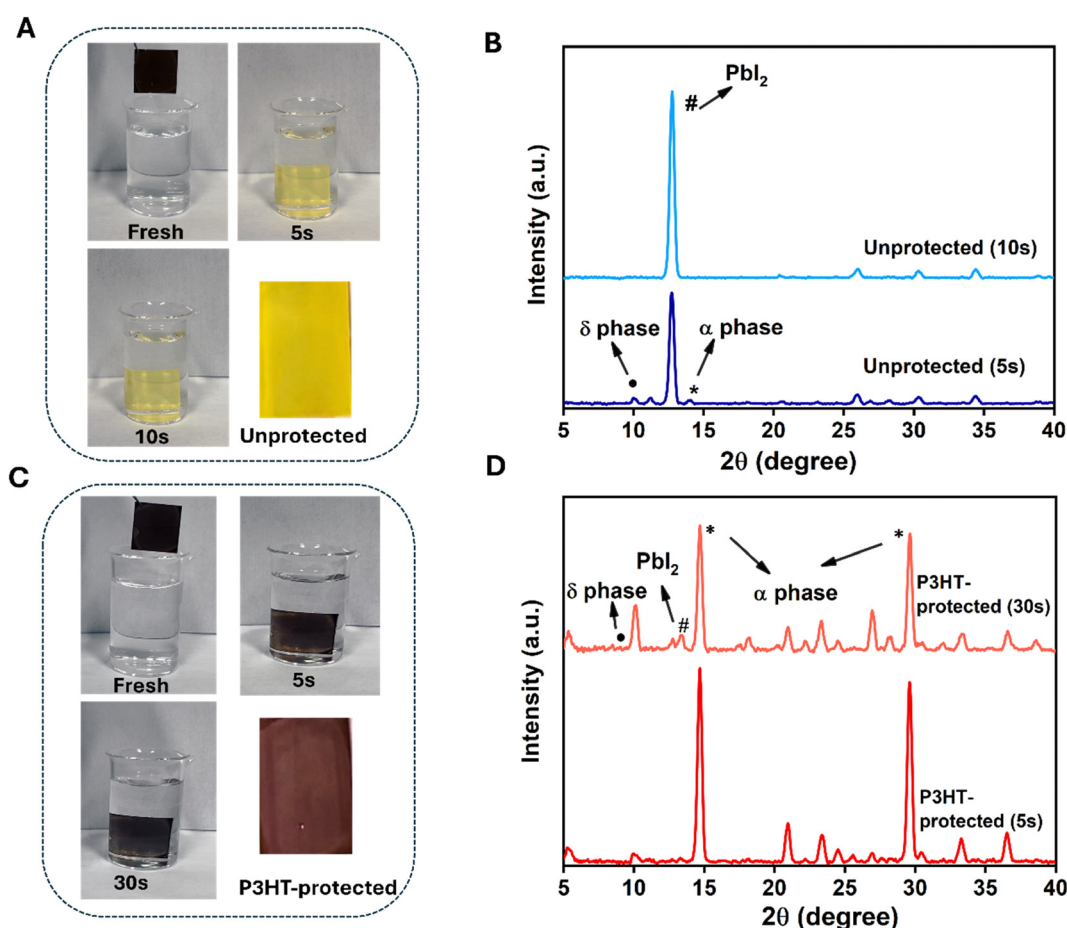 A
Fresh
5s
10s
Unprotected
B
PbI₂
#
Unprotected (10s)
δ phase
α phase
•
*
Unprotected (5s)
Intensity (a.u.)
5 10 15 20 25 30 35 40
2θ (degree)
C
Fresh
5s
30s
P3HT-protected
D
*
*
PbI₂
δ phase
α phase
P3HT-
protected (30s)
•
#
P3HT-
protected (5s)
Intensity (a.u.)
5 10 15 20 25 30 35 40
2θ (degree)